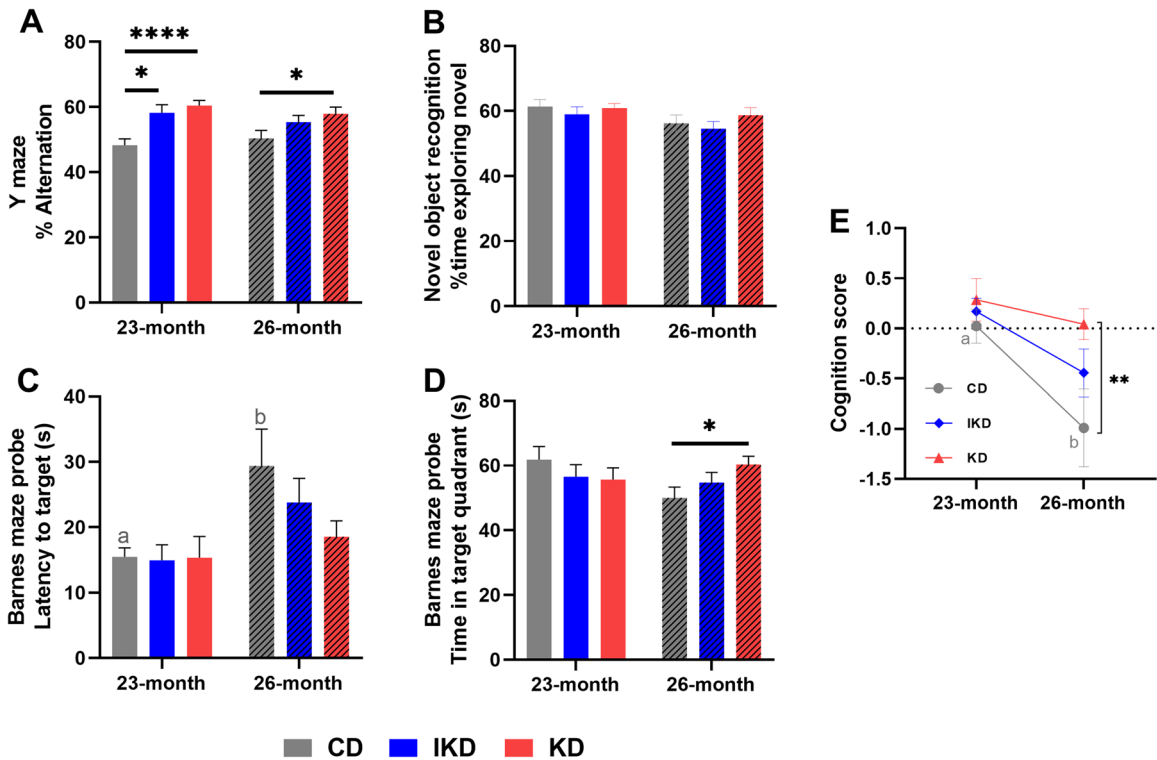 A
Y maze
% Alternation
80
60
40
20
0
****
*
*
23-month
26-month
B
Novel object recognition
%time exploring novel
80
60
40
20
0
23-month
26-month
C
Barnes maze probe
Latency to target (s)
40
30
20
10
0
a
b
23-month
26-month
D
Barnes maze probe
Time in target quadrant (s)
80
60
40
20
0
*
23-month
26-month
E
Cognition score
1.0
0.5
0.0
-0.5
-1.0
-1.5
a
b
**
CD
IKD
KD
23-month
26-month
CD
IKD
KD